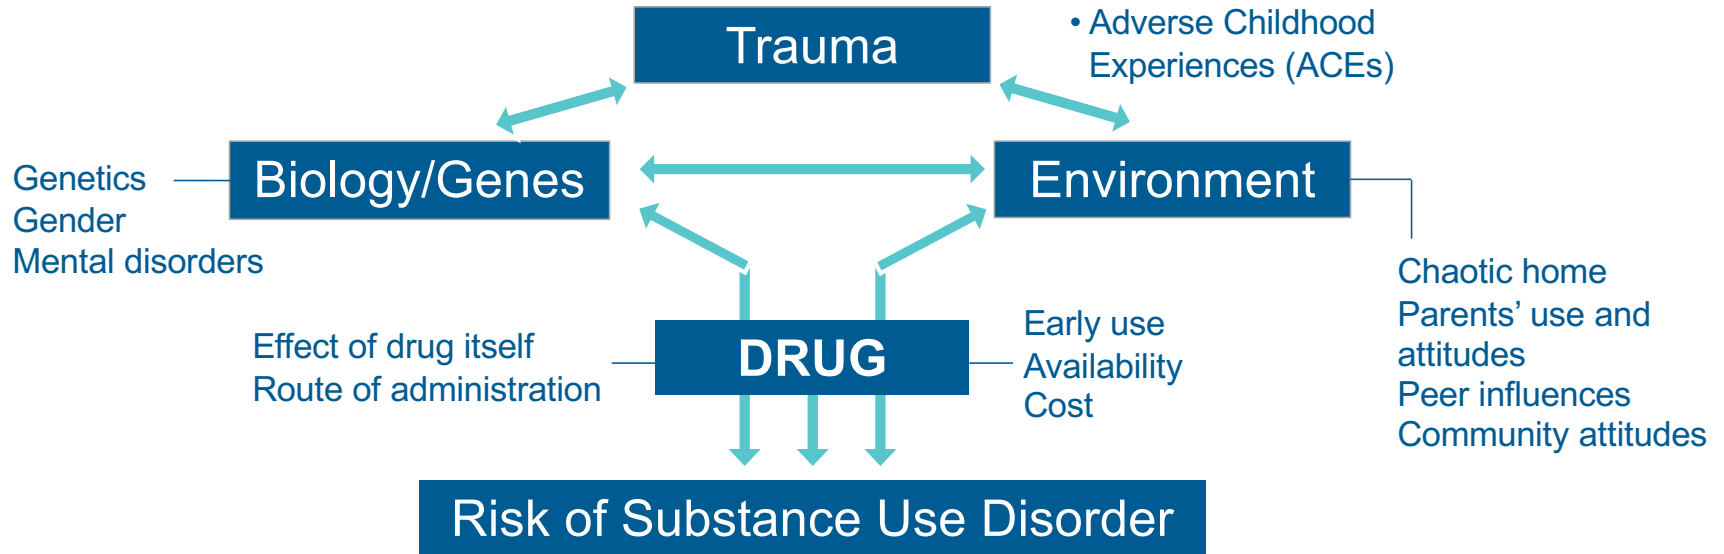 Trauma
• Adverse Childhood
Experiences (ACEs)
Biology/Genes
Environment
Genetics
Gender
Mental disorders
Chaotic home
Parents’ use and
attitudes
Peer influences
Community attitudes
Effect of drug itself
Route of administration
DRUG
Early use
Availability
Cost
Risk of Substance Use Disorder